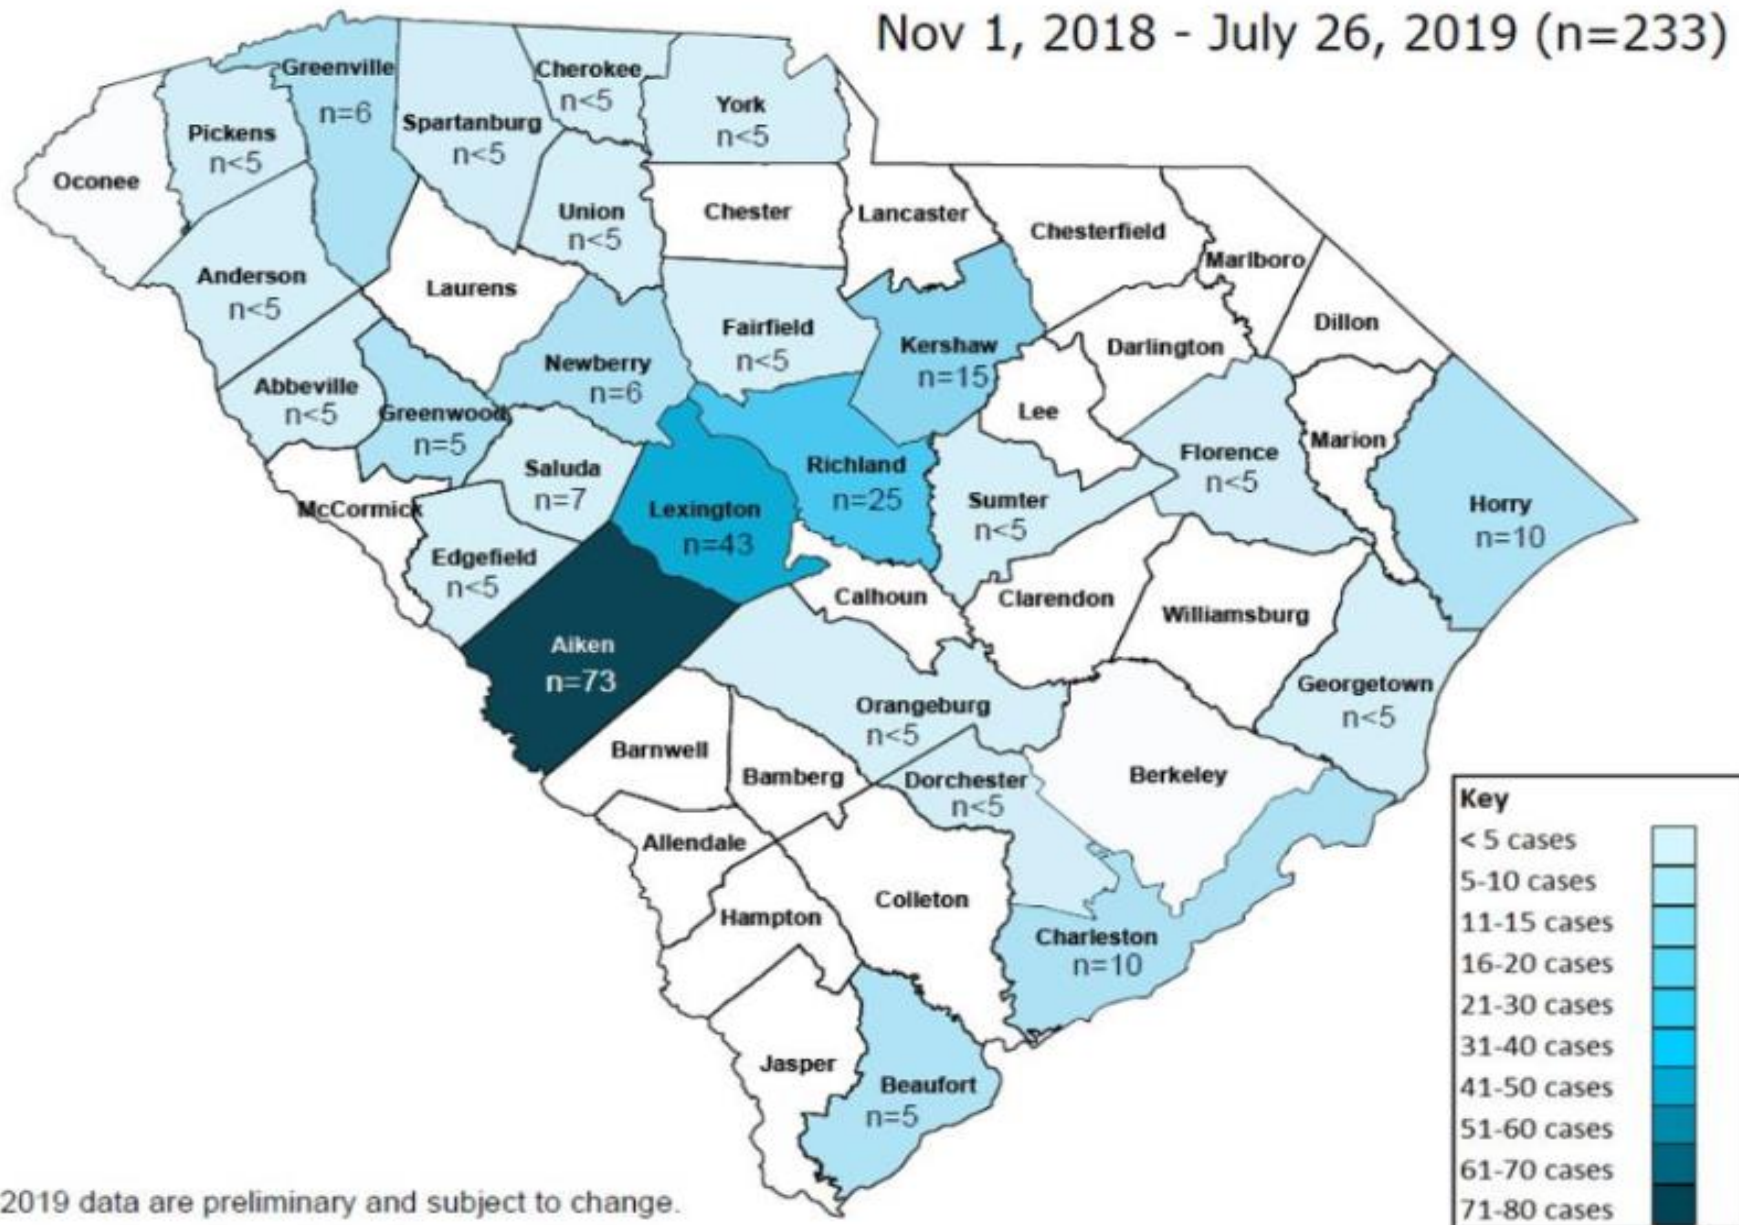 Nov 1, 2018 - July 26, 2019 (n=233)
Greenville
n=6
Cherokee
n<5
York
n<5
Spartanburg
n<5
Pickens
n<5
Oconee
Union
n<5
Chester
Lancaster
Chesterfield
Marlboro
Anderson
n<5
Laurens
Fairfield
n<5
Kershaw
n=15
Darlington
Dillon
Newberry
n=6
Abbeville
n<5
Greenwood
n=5
Lee
Marion
Florence
n<5
Saluda
n=7
Richland
n=25
Lexington
n=43
Sumter
n<5
Horry
n=10
McCormick
Edgefield
n<5
Calhoun
Clarendon
Williamsburg
Aiken
n=73
Georgetown
n<5
Orangeburg
n<5
Barnwell
Bamberg
Dorchester
n<5
Berkeley
Allendale
Colleton
Hampton
Charleston
n=10
Jasper
Beaufort
n=5
Key
< 5 cases
5-10 cases
11-15 cases
16-20 cases
21-30 cases
31-40 cases
41-50 cases
51-60 cases
61-70 cases
71-80 cases
2019 data are preliminary and subject to change.